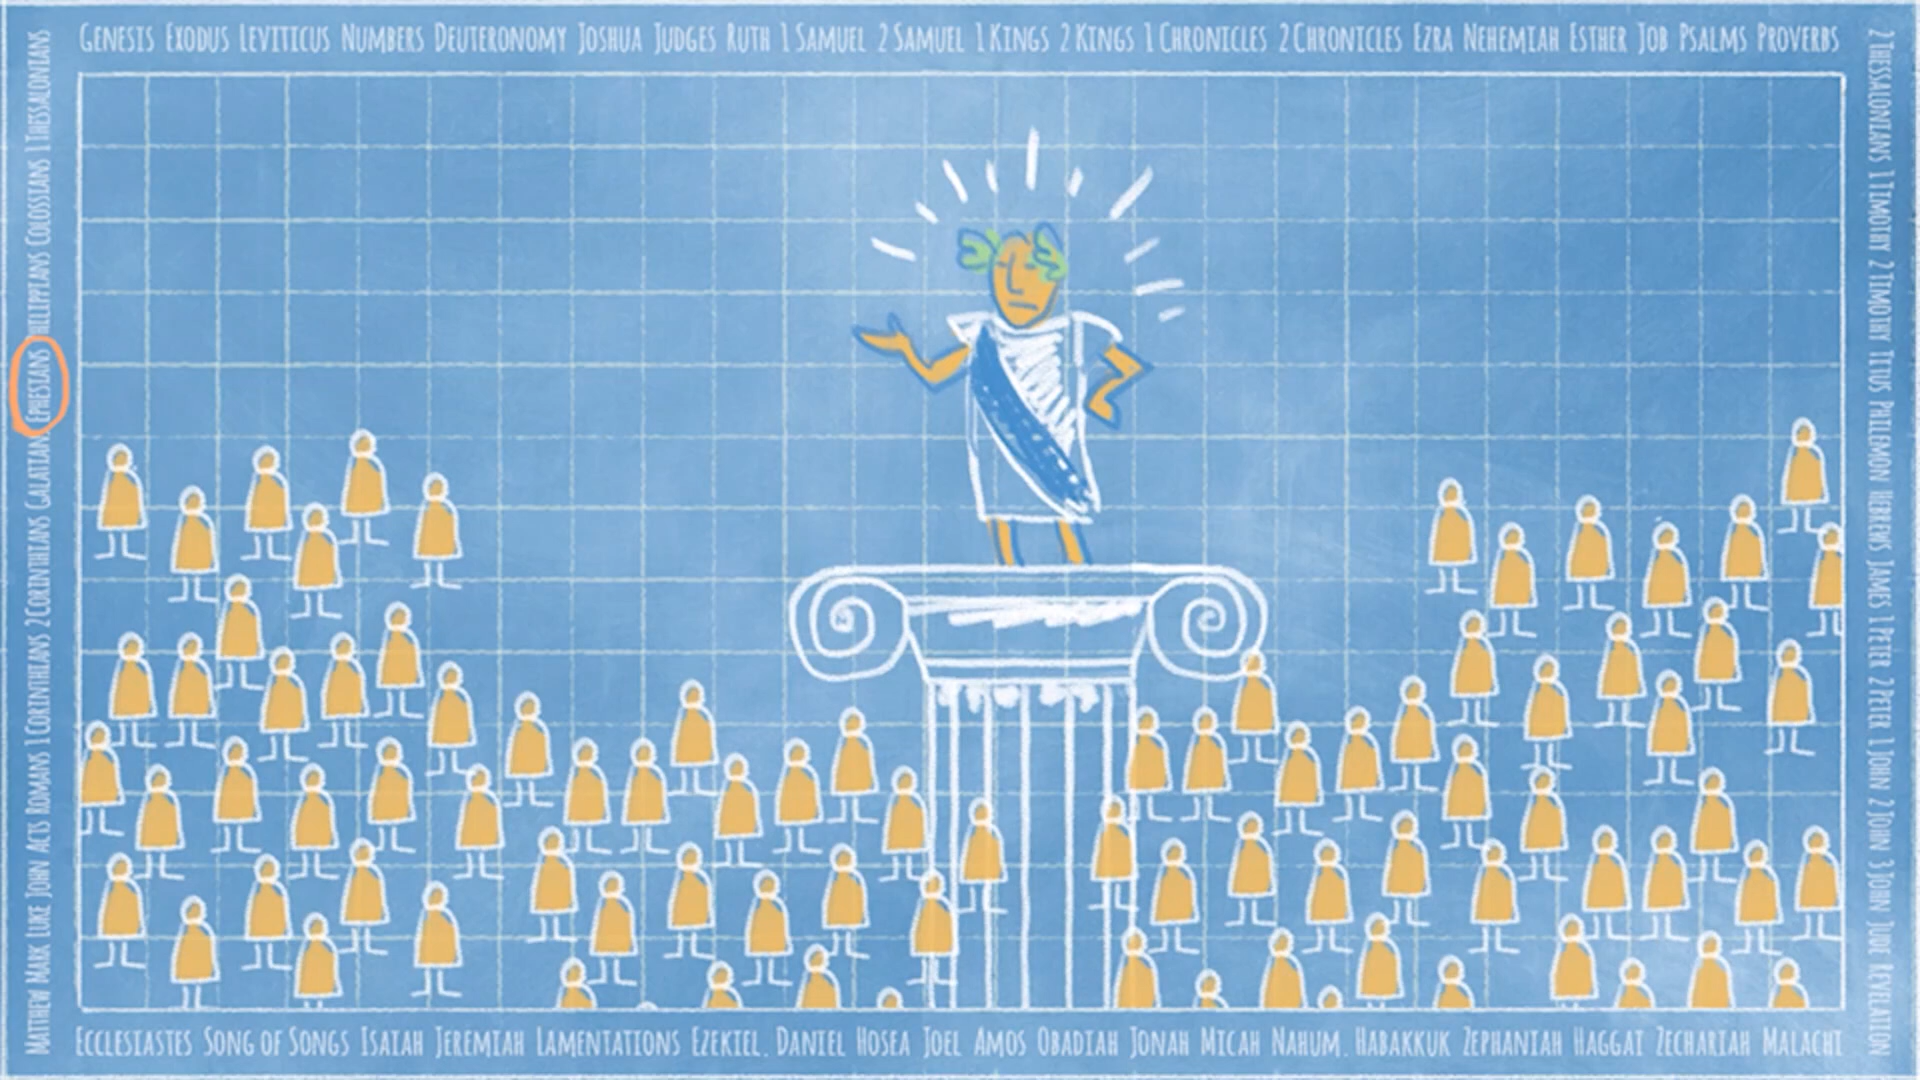 Genesis Exodus Leviticus Numbers Deuteronomy Joshua Judges Ruth 1 Samuel 2 Samuel 1 Kings 2 Kings 1 Chronicles 2 Chronicles Ezra Nehemiah Esther Job Psalms Proverbs
Ecclesiastes Song of Songs Isaiah Jeremiah Lamentations Ezekiel. Daniel Hosea Joel Amos Obadiah Jonah Micah Nahum. Habakkuk Zephaniah Haggai Zechariah Malachi
Matthew Mark Luke John Acts Romans 1 Corinthians 2 Corinthians Galatians Ephesians Philippians Colossians 1 Thessalonians
2 Thessalonians 1 Timothy 2 Timothy Titus Philemon Hebrews James 1 Peter 2 Peter 1 John 2 John 3 John Jude Revelation